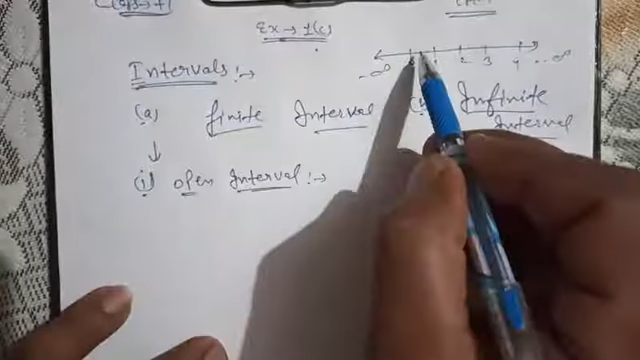 Ex → 1(c)
Intervals :→
-∞ 1 2 3 4 .. ∞
(a) finite Interval
Infinite Interval
↓
(i) open Interval :→